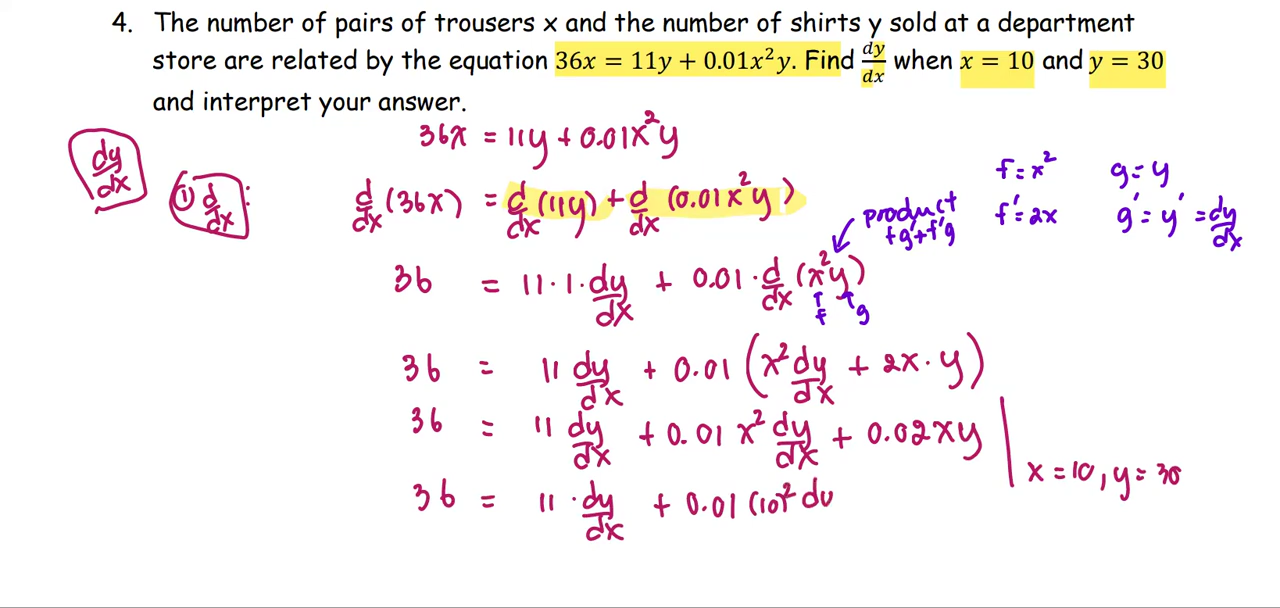 4. The number of pairs of trousers x and the number of shirts y sold at a department
store are related by the equation 36x = 11y + 0.01x²y. Find dy/dx when x = 10 and y = 30
and interpret your answer.
36x = 11y + 0.01x²y
dy/dx
① d/dx :
d/dx (36x) = d/dx (11y) + d/dx (0.01x²y)
f = x² g = y
f' = 2x g' = y' = dy/dx
product
fg' + f'g
36 = 11 · 1 · dy/dx + 0.01 · d/dx (x²y)
f g
36 = 11 dy/dx + 0.01 (x² dy/dx + 2x · y)
36 = 11 dy/dx + 0.01 x² dy/dx + 0.02xy
x = 10, y = 30
36 = 11 · dy/dx + 0.01 (10)² dy